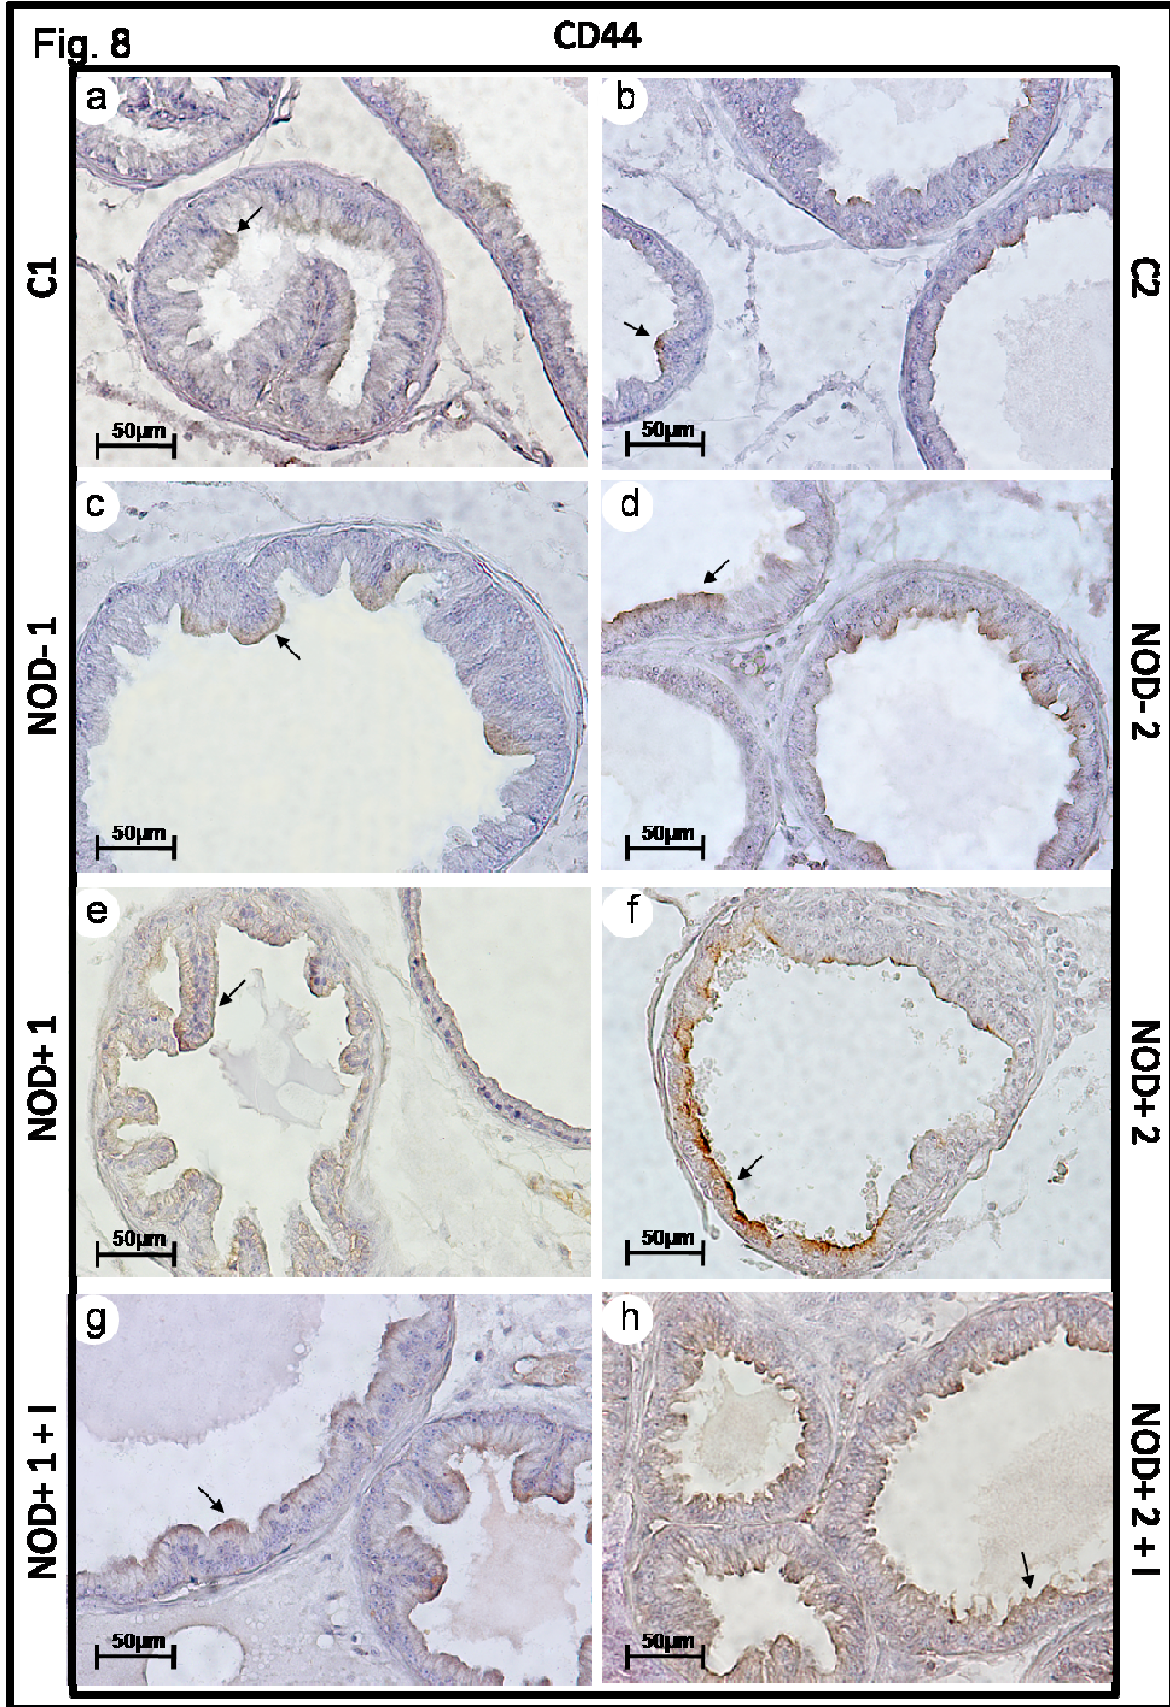 Fig. 8
CD44
a
b
C1
C2
50µm
50µm
c
d
NOD- 1
NOD- 2
50µm
50µm
e
f
NOD+ 1
NOD+ 2
50µm
50µm
g
h
NOD+ 1 + I
NOD+ 2 + I
50µm
50µm